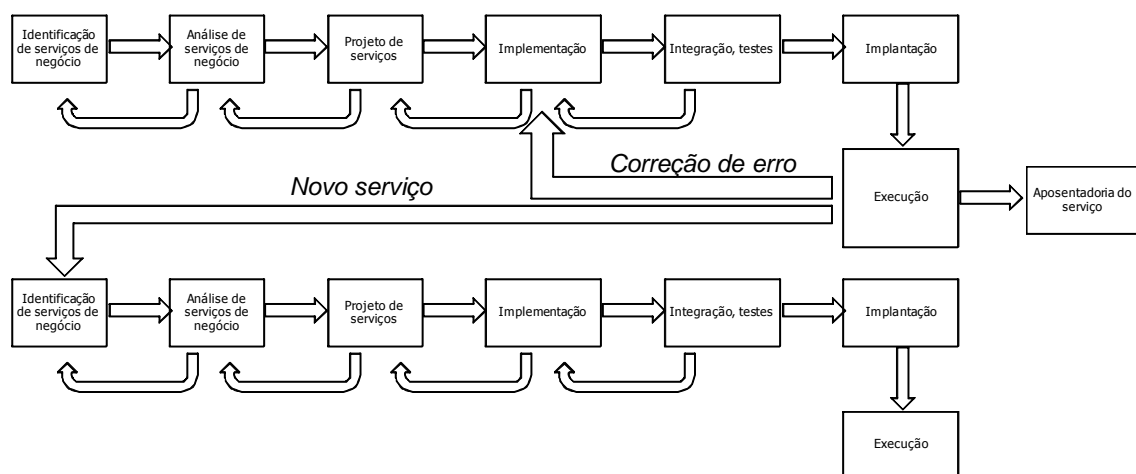 Identificação
de serviços de
negócio
Análise de
serviços de
negócio
Projeto de
serviços
Implementação
Integração, testes
Implantação
Correção de erro
Novo serviço
Execução
Aposentadoria do
serviço
Identificação
de serviços de
negócio
Análise de
serviços de
negócio
Projeto de
serviços
Implementação
Integração, testes
Implantação
Execução